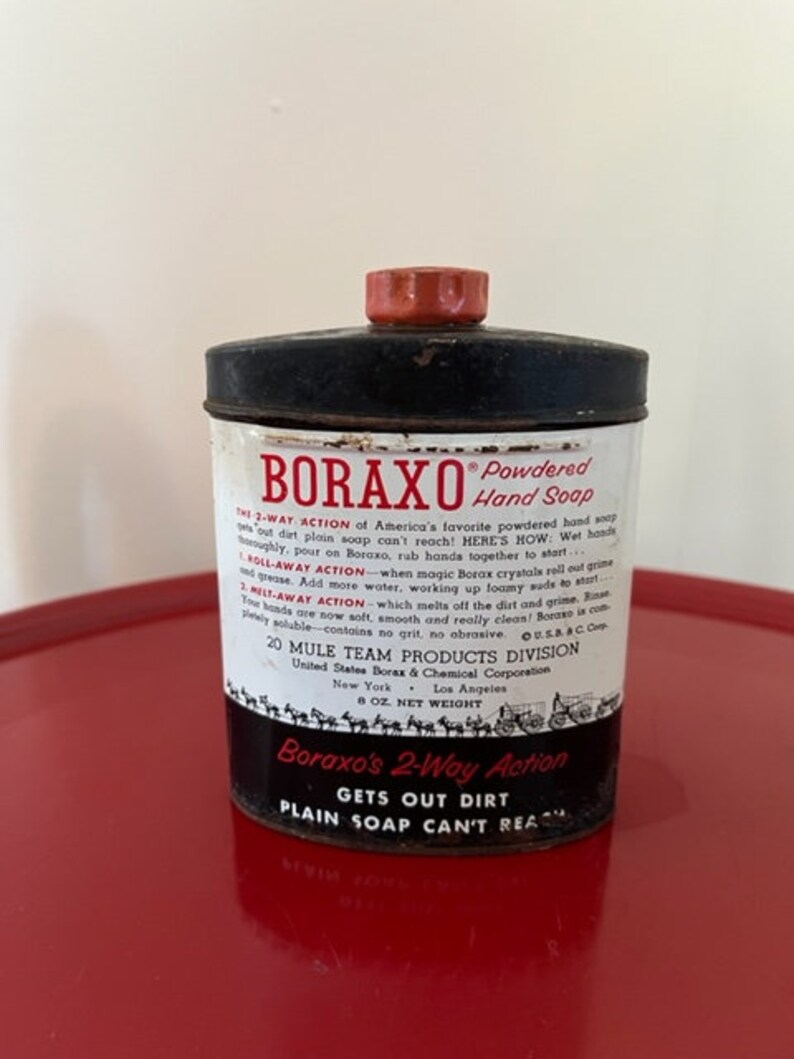 BORAXO® Powdered
Hand Soap
THE 2-WAY ACTION of America's favorite powdered hand soap
gets out dirt plain soap can't reach! HERE'S HOW: Wet hands
thoroughly, pour on Boraxo, rub hands together to start...
1. ROLL-AWAY ACTION—when magic Borax crystals roll out grime
and grease. Add more water, working up foamy suds to start...
2. MELT-AWAY ACTION—which melts off the dirt and grime. Rinse.
Your hands are now soft, smooth and really clean! Boraxo is com-
pletely soluble—contains no grit, no abrasive. © U.S.B. & C. Corp.
20 MULE TEAM PRODUCTS DIVISION
United States Borax & Chemical Corporation
New York • Los Angeles
8 OZ. NET WEIGHT
Boraxo's 2-Way Action
GETS OUT DIRT
PLAIN SOAP CAN'T REACH